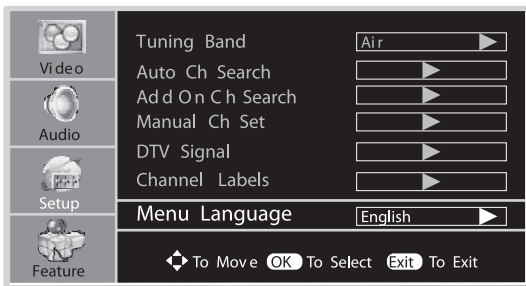 Video
Audio
Setup
Feature
Tuning Band Air
Auto Ch Search
Add On Ch Search
Manual Ch Set
DTV Signal
Channel Labels
Menu Language English
To Move OK To Select Exit To Exit